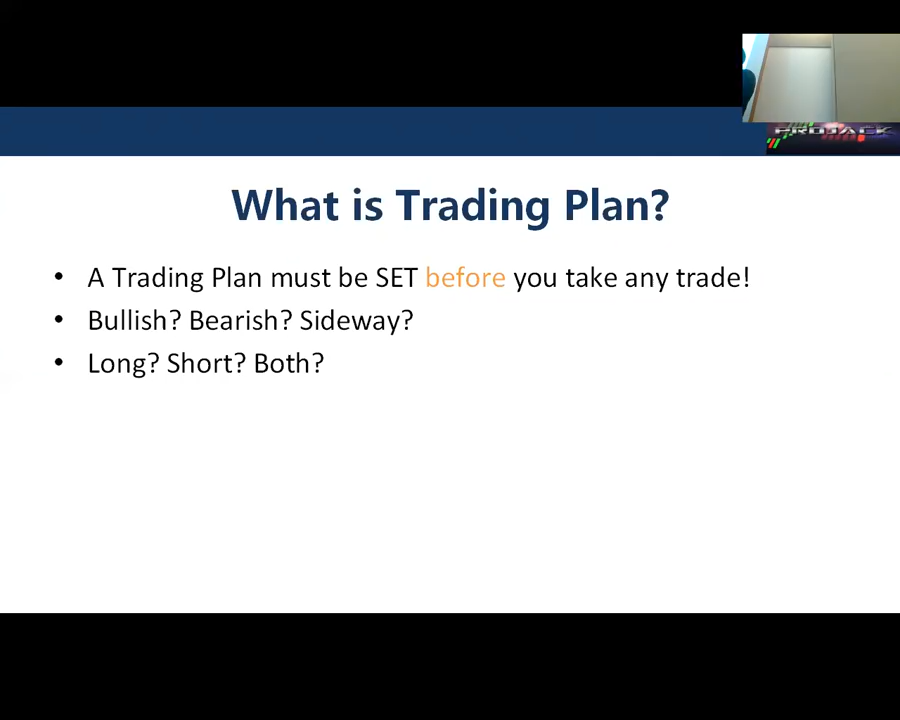 PROJACK
What is Trading Plan?
• A Trading Plan must be SET before you take any trade!
• Bullish? Bearish? Sideway?
• Long? Short? Both?